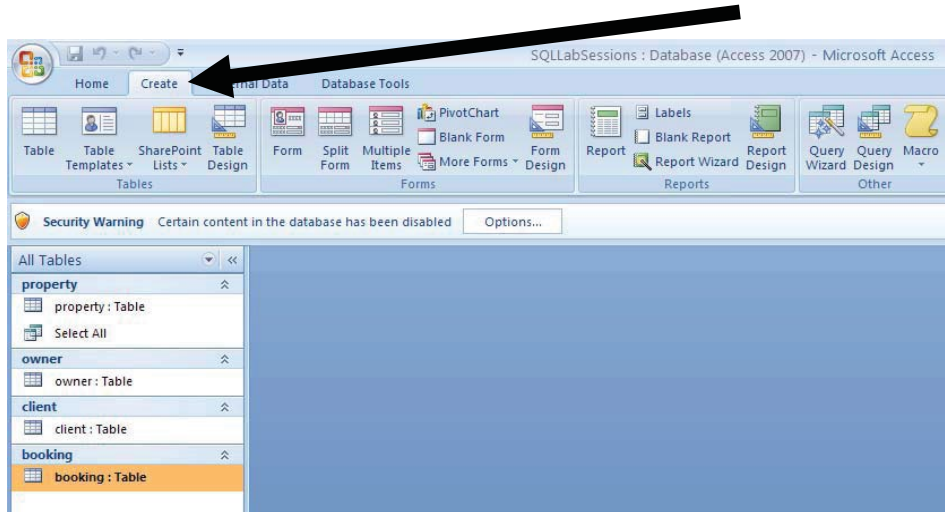 SQLLabSessions : Database (Access 2007) - Microsoft Access
Home Create nal Data Database Tools
Table
Table Templates
SharePoint Lists
Table Design
Tables
Form
Split Form
Multiple Items
PivotChart
Blank Form
More Forms
Form Design
Forms
Report
Labels
Blank Report
Report Wizard
Report Design
Reports
Query Wizard
Query Design
Macro
Other
Security Warning Certain content in the database has been disabled Options...
All Tables
property
property : Table
Select All
owner
owner : Table
client
client : Table
booking
booking : Table